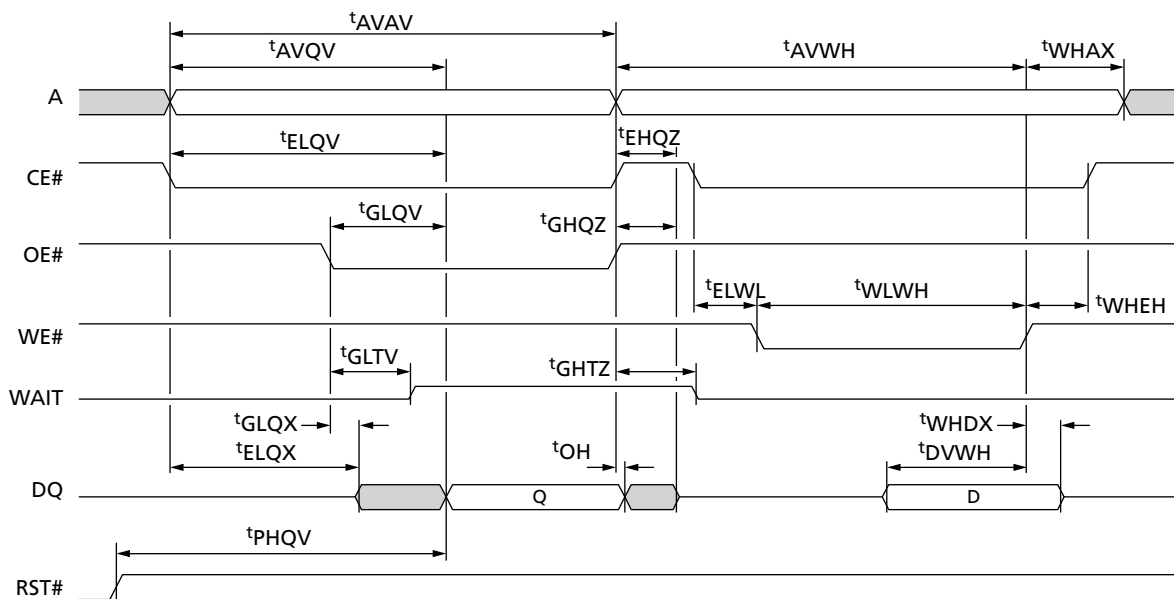 tAVAV
tAVQV tAVWH tWHAX
A
tELQV tEHQZ
CE#
tGLQV tGHQZ
OE#
tELWL tWLWH tWHEH
WE#
tGLTV tGHTZ
WAIT
tGLQX tWHDX
tELQX tOH tDVWH
DQ Q D
tPHQV
RST#